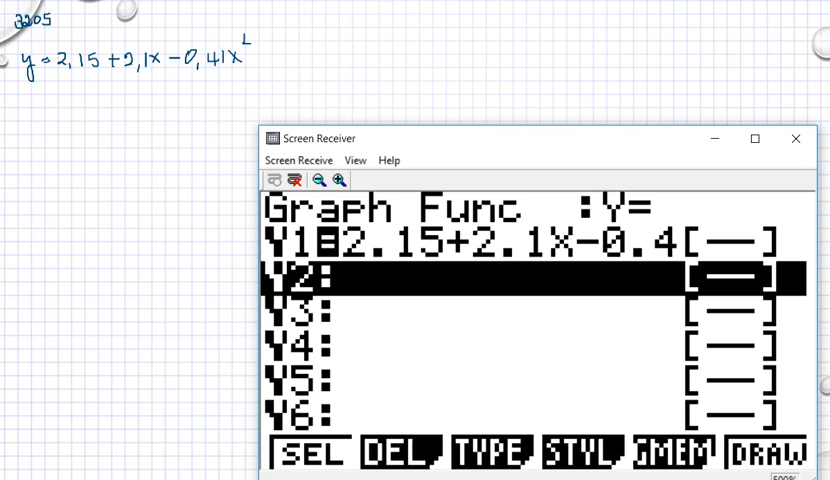 2205
y = 2,15 + 2,1x - 0,41x²
Screen Receiver
Screen Receive View Help
Graph Func :Y=
Y1=2.15+2.1X-0.4[—]
Y2: [—]
Y3: [—]
Y4: [—]
Y5: [—]
Y6: [—]
SEL DEL TYPE STYL GMEM DRAW
500%